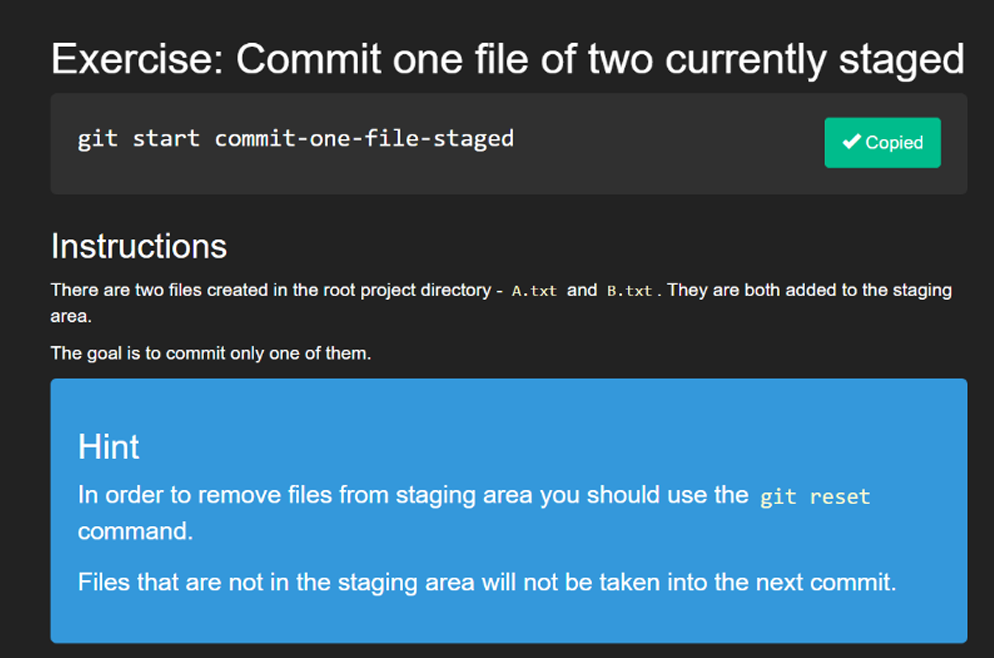 Exercise: Commit one file of two currently staged
git start commit-one-file-staged
Copied
Instructions
There are two files created in the root project directory - A.txt and B.txt. They are both added to the staging
area.
The goal is to commit only one of them.
Hint
In order to remove files from staging area you should use the git reset
command.
Files that are not in the staging area will not be taken into the next commit.